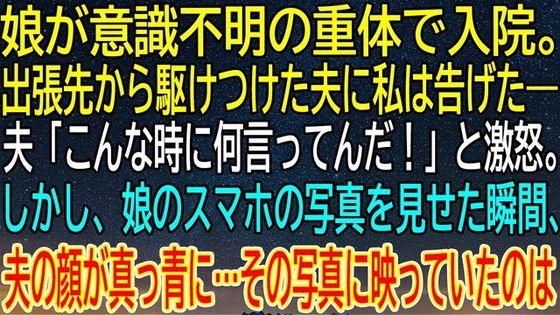 娘が意識不明の重体で入院。
出張先から駆けつけた夫に私は告げた―
夫「こんな時に何言ってんだ！」と激怒。
しかし、娘のスマホの写真を見せた瞬間、
夫の顔が真っ青に…その写真に映っていたのは